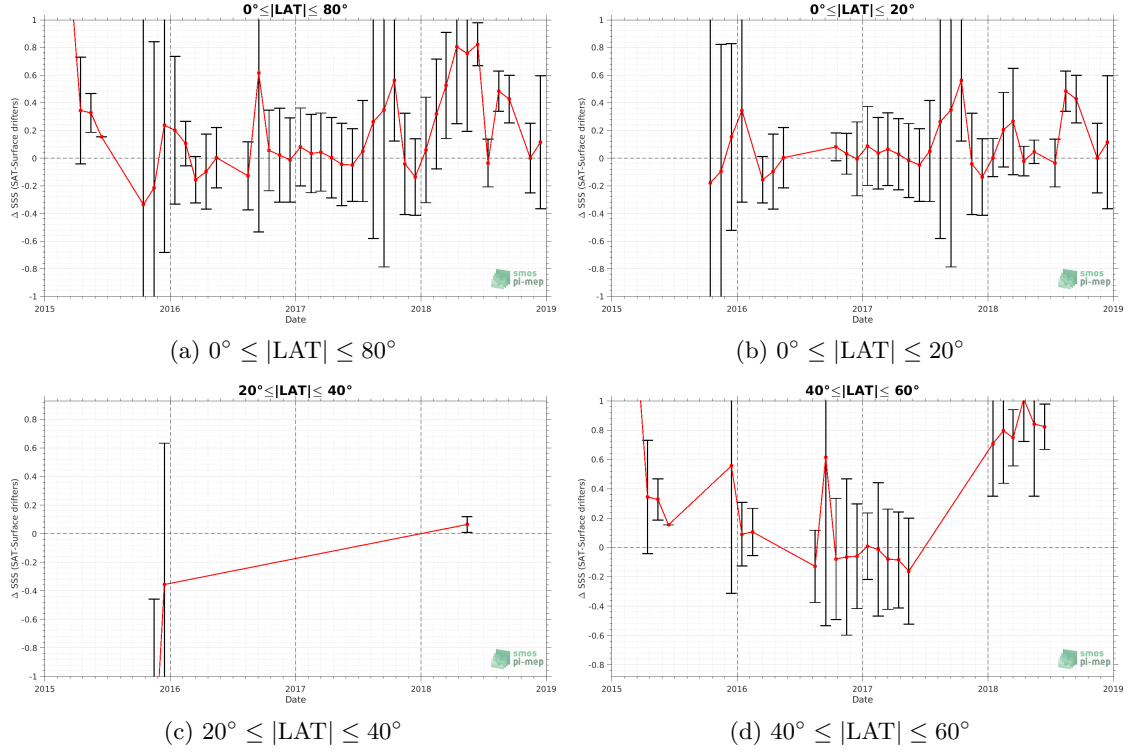 0°≤|LAT|≤ 80°
Δ SSS (SAT-Surface drifters)
1
0.8
0.6
0.4
0.2
0
-0.2
-0.4
-0.6
-0.8
-1
2015
2016
2017
2018
2019
Date
smos
pi-mep
(a) 0° ≤ |LAT| ≤ 80°
0°≤|LAT|≤ 20°
Δ SSS (SAT-Surface drifters)
1
0.8
0.6
0.4
0.2
0
-0.2
-0.4
-0.6
-0.8
-1
2015
2016
2017
2018
2019
Date
smos
pi-mep
(b) 0° ≤ |LAT| ≤ 20°
20°≤|LAT|≤ 40°
Δ SSS (SAT-Surface drifters)
0.8
0.6
0.4
0.2
0
-0.2
-0.4
-0.6
-0.8
-1
2015
2016
2017
2018
2019
Date
smos
pi-mep
(c) 20° ≤ |LAT| ≤ 40°
40°≤|LAT|≤ 60°
Δ SSS (SAT-Surface drifters)
1
0.8
0.6
0.4
0.2
0
-0.2
-0.4
-0.6
-0.8
2015
2016
2017
2018
2019
Date
smos
pi-mep
(d) 40° ≤ |LAT| ≤ 60°